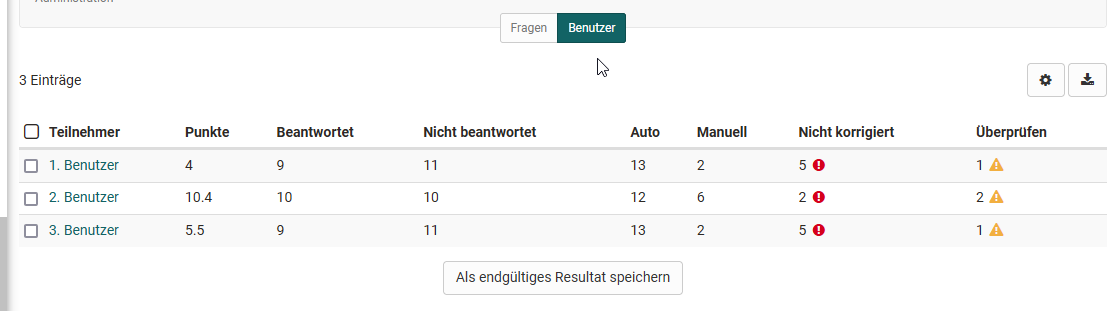 Administration
Fragen Benutzer
3 Einträge
Teilnehmer Punkte Beantwortet Nicht beantwortet Auto Manuell Nicht korrigiert Überprüfen
1. Benutzer 4 9 11 13 2 5 1
2. Benutzer 10.4 10 10 12 6 2 2
3. Benutzer 5.5 9 11 13 2 5 1
Als endgültiges Resultat speichern